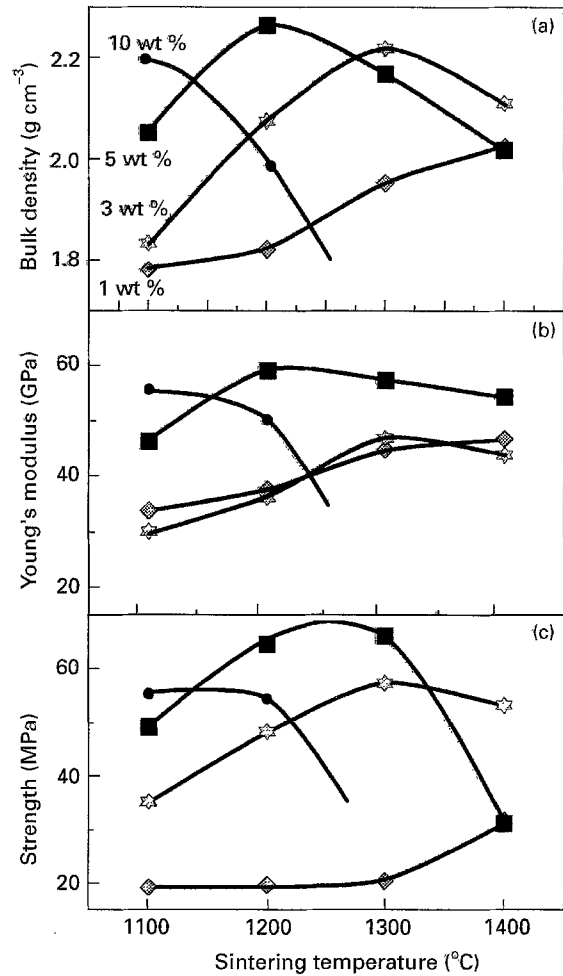 (a)
10 wt %
2.2
5 wt %
2.0
3 wt %
1.8
1 wt %
Bulk density (g cm⁻³)
(b)
60
40
20
Young's modulus (GPa)
(c)
60
40
20
Strength (MPa)
1100 1200 1300 1400
Sintering temperature (°C)